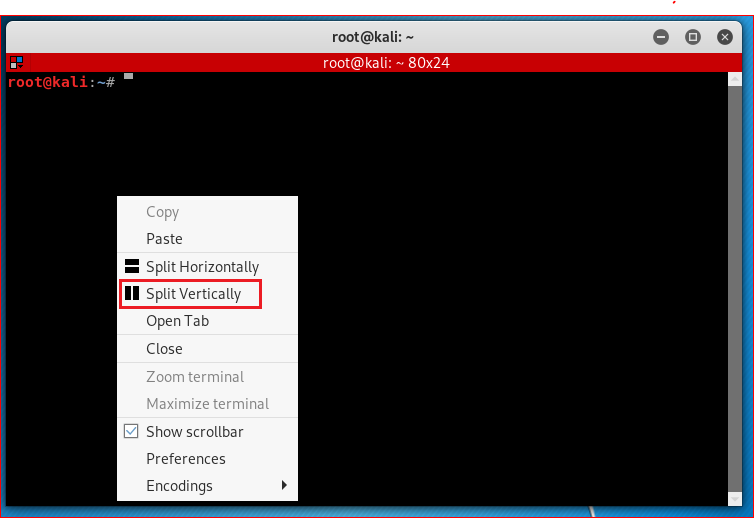 root@kali: ~
root@kali: ~ 80x24
root@kali:~#
Copy
Paste
Split Horizontally
Split Vertically
Open Tab
Close
Zoom terminal
Maximize terminal
Show scrollbar
Preferences
Encodings